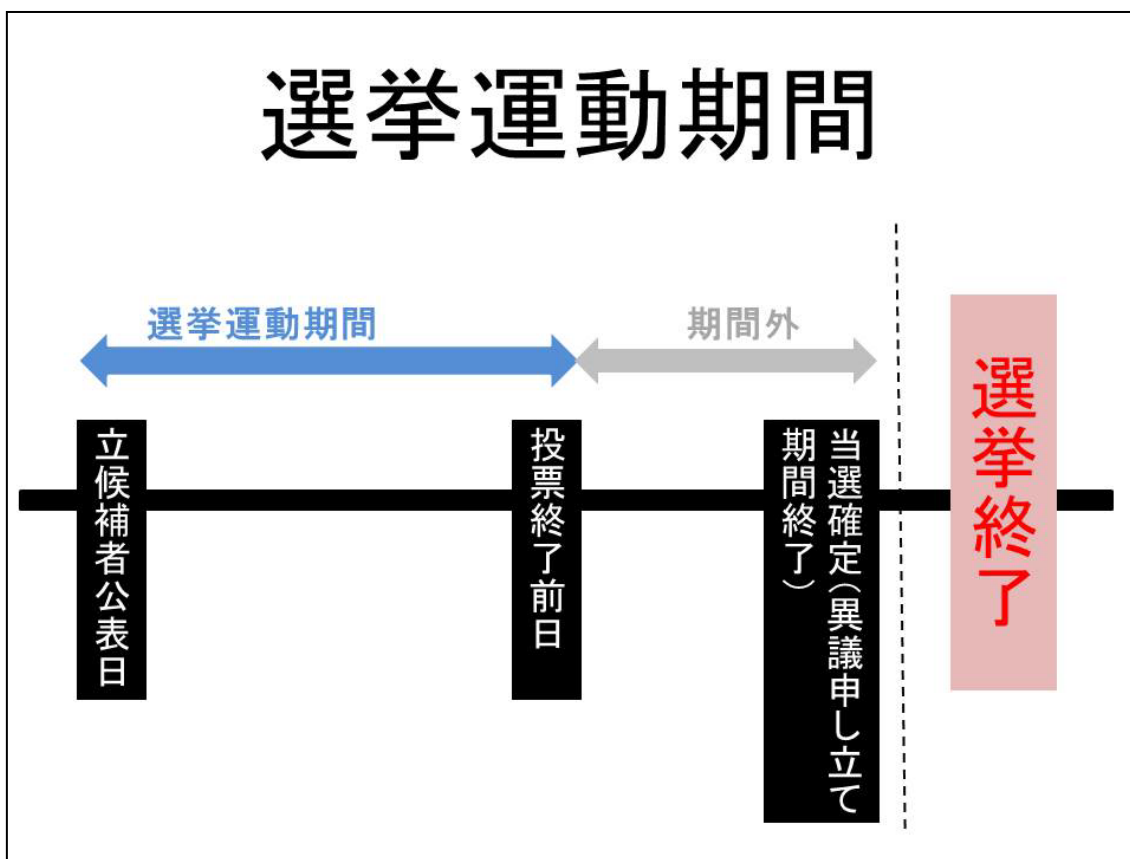 選挙運動期間
選挙運動期間
期間外
立候補者公表日
投票終了前日
当選確定（異議申し立て
期間終了）
選挙終了